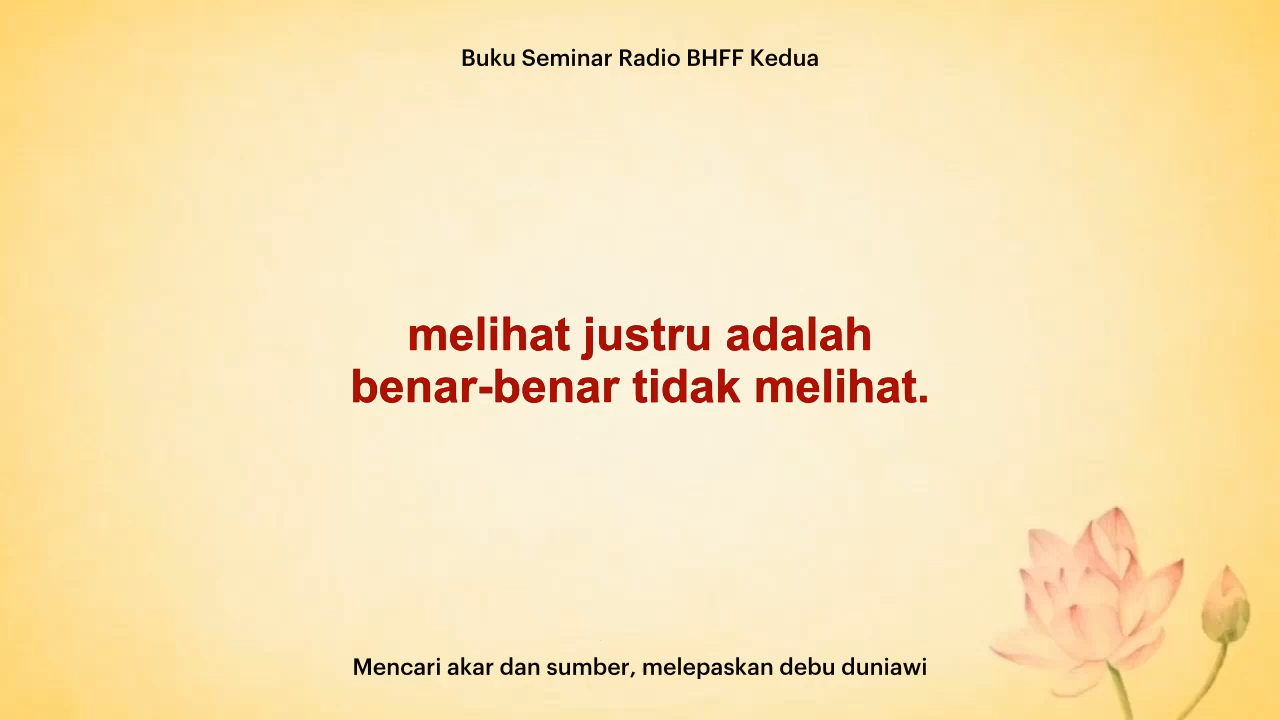 Buku Seminar Radio BHFF Kedua
melihat justru adalah
benar-benar tidak melihat.
Mencari akar dan sumber, melepaskan debu duniawi